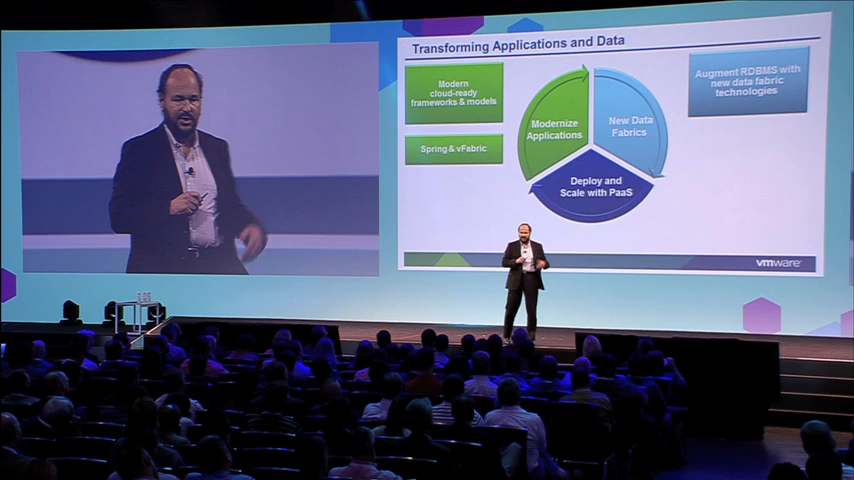 Transforming Applications and Data
Modern
cloud-ready
frameworks & models
Spring & vFabric
Modernize
Applications
New Data
Fabrics
Deploy and
Scale with PaaS
Augment RDBMS with
new data fabric
technologies
vmware